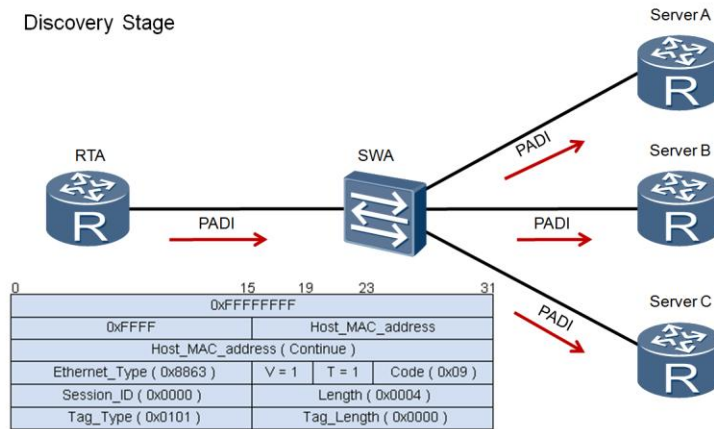 Discovery Stage
Server A
PADI
RTA
SWA
Server B
PADI
PADI
R
R
R
0 15 19 23 31
0xFFFFFFFF
0xFFFF Host_MAC_address
Host_MAC_address ( Continue )
Ethernet_Type ( 0x8863 ) V = 1 T = 1 Code ( 0x09 )
Session_ID ( 0x0000 ) Length ( 0x0004 )
Tag_Type ( 0x0101 ) Tag_Length ( 0x0000 )
PADI
Server C
R